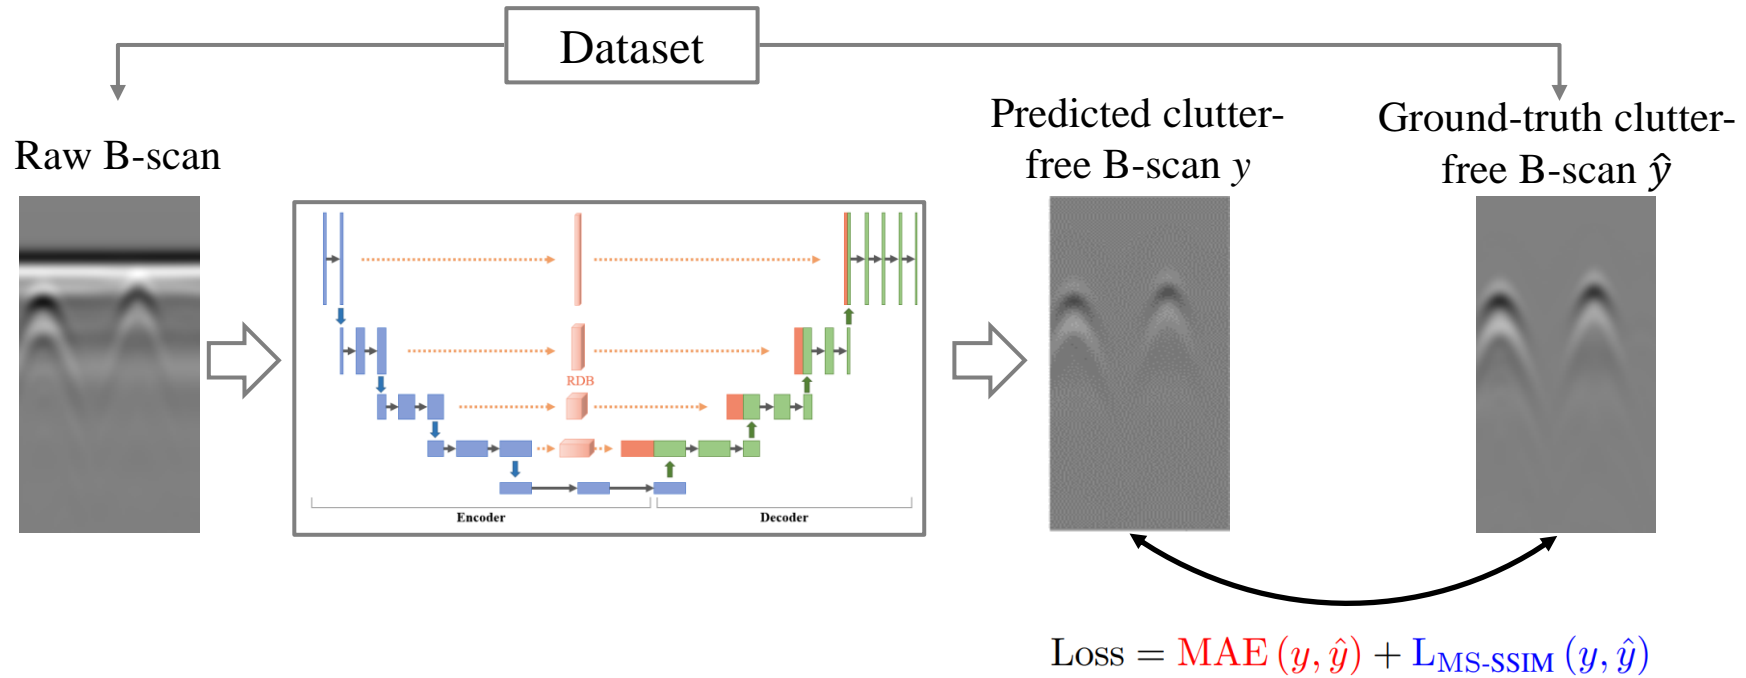 Dataset
Raw B-scan
Predicted clutter-
free B-scan y
Ground-truth clutter-
free B-scan ŷ
RDB
Encoder
Decoder
Loss = MAE (y, ŷ) + L_MS-SSIM (y, ŷ)